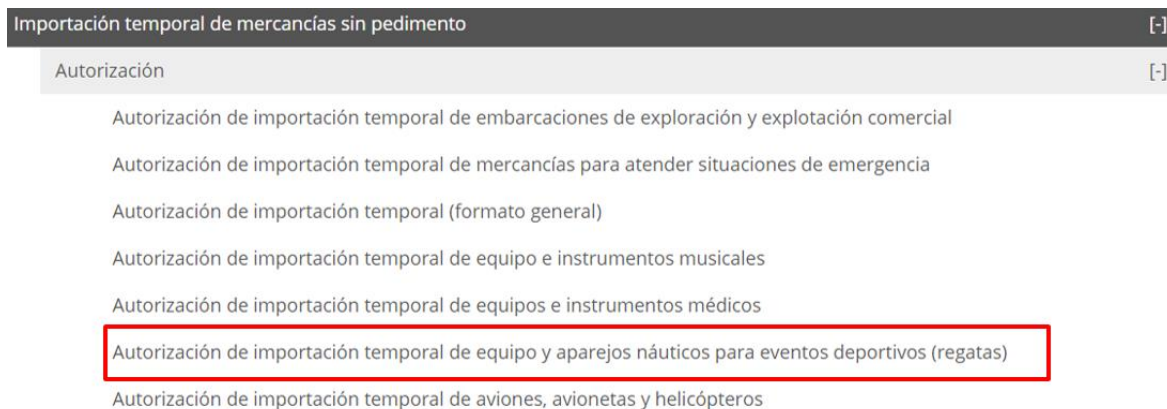 Importación temporal de mercancías sin pedimento [-]
Autorización [-]
Autorización de importación temporal de embarcaciones de exploración y explotación comercial
Autorización de importación temporal de mercancías para atender situaciones de emergencia
Autorización de importación temporal (formato general)
Autorización de importación temporal de equipo e instrumentos musicales
Autorización de importación temporal de equipos e instrumentos médicos
Autorización de importación temporal de equipo y aparejos náuticos para eventos deportivos (regatas)
Autorización de importación temporal de aviones, avionetas y helicópteros